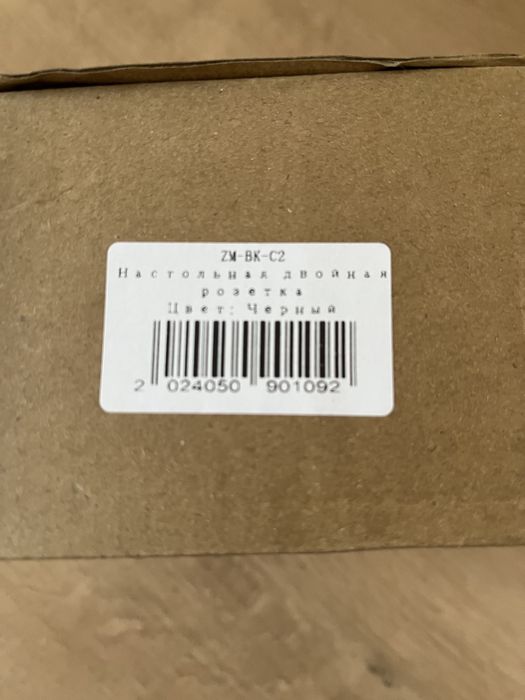 ZM-BK-C2
Настольная двойная
розетка
Цвет: Черный
2 024050 901092